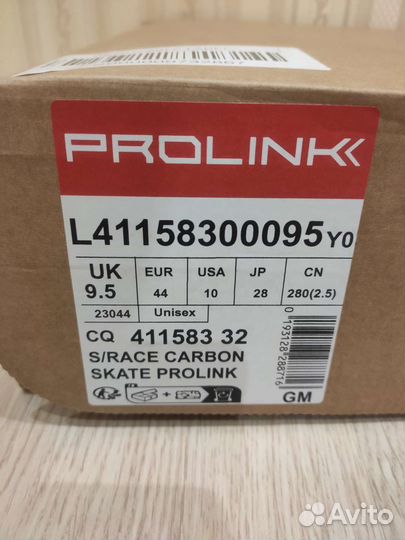 PROLINK
L41158300095Y0
UK EUR USA JP CN
9.5 44 10 28 280(2.5)
23044 Unisex
CQ 411583 32
S/RACE CARBON
SKATE PROLINK
0193128288716
GM
Avito